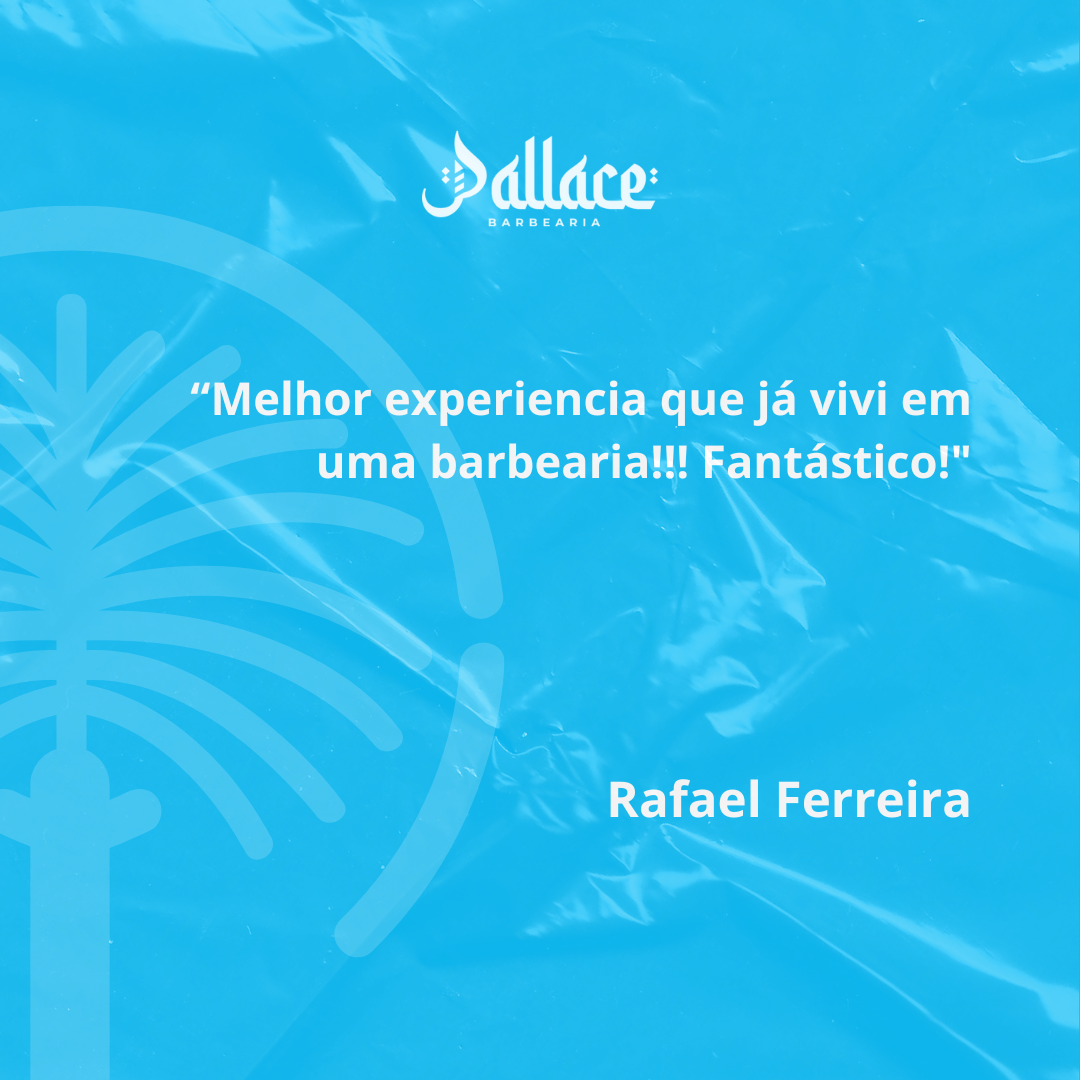 Pallace
BARBEARIA
“Melhor experiencia que já vivi em
uma barbearia!!! Fantástico!"
Rafael Ferreira